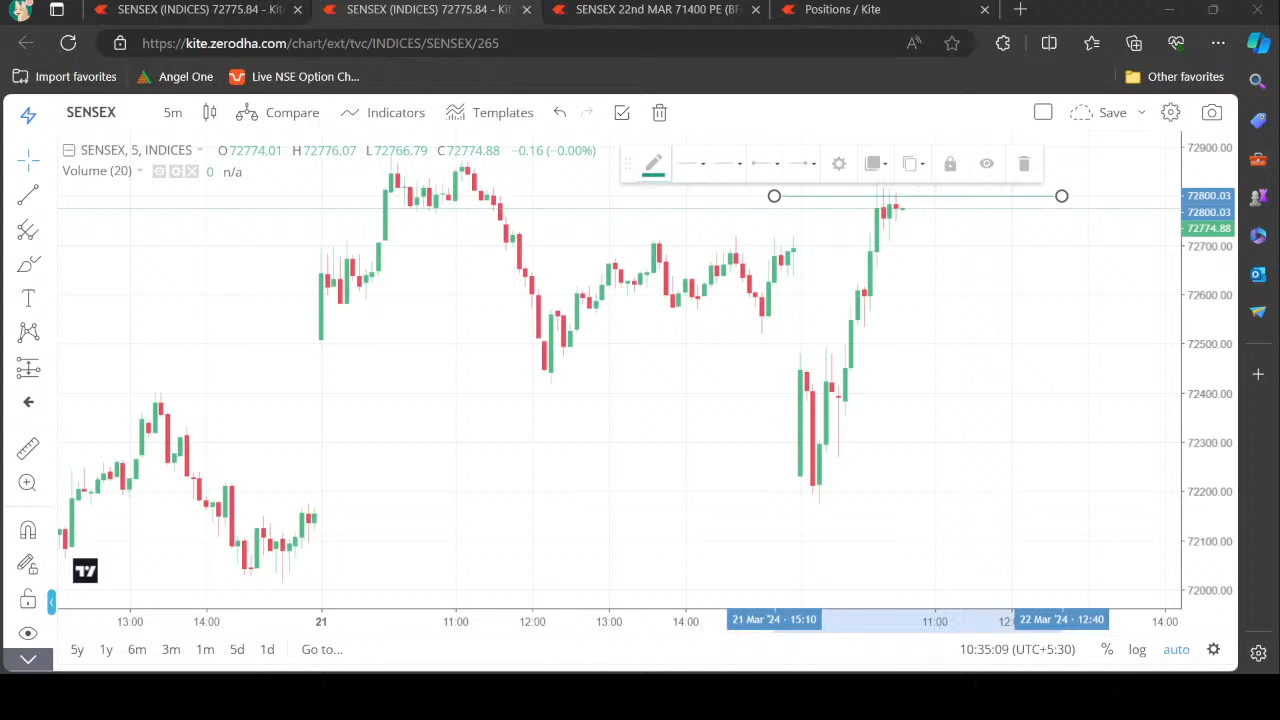 SENSEX (INDICES) 72775.84 - Kite
SENSEX (INDICES) 72775.84 - Kit
SENSEX 22nd MAR 71400 PE (BF
Positions / Kite
https://kite.zerodha.com/chart/ext/tvc/INDICES/SENSEX/265
Import favorites
Angel One
Live NSE Option Ch...
Other favorites
SENSEX
5m
Compare
Indicators
Templates
Save
SENSEX, 5, INDICES
O72774.01 H72776.07 L72766.79 C72774.88 −0.16 (−0.00%)
Volume (20)
0 n/a
72900.00
72800.03
72800.03
72774.88
72700.00
72600.00
72500.00
72400.00
72300.00
72200.00
72100.00
72000.00
13:00
14:00
21
11:00
12:00
13:00
14:00
21 Mar '24 · 15:10
11:00
12:
22 Mar '24 · 12:40
14:00
5y
1y
6m
3m
1m
5d
1d
Go to...
10:35:09 (UTC+5:30)
%
log
auto